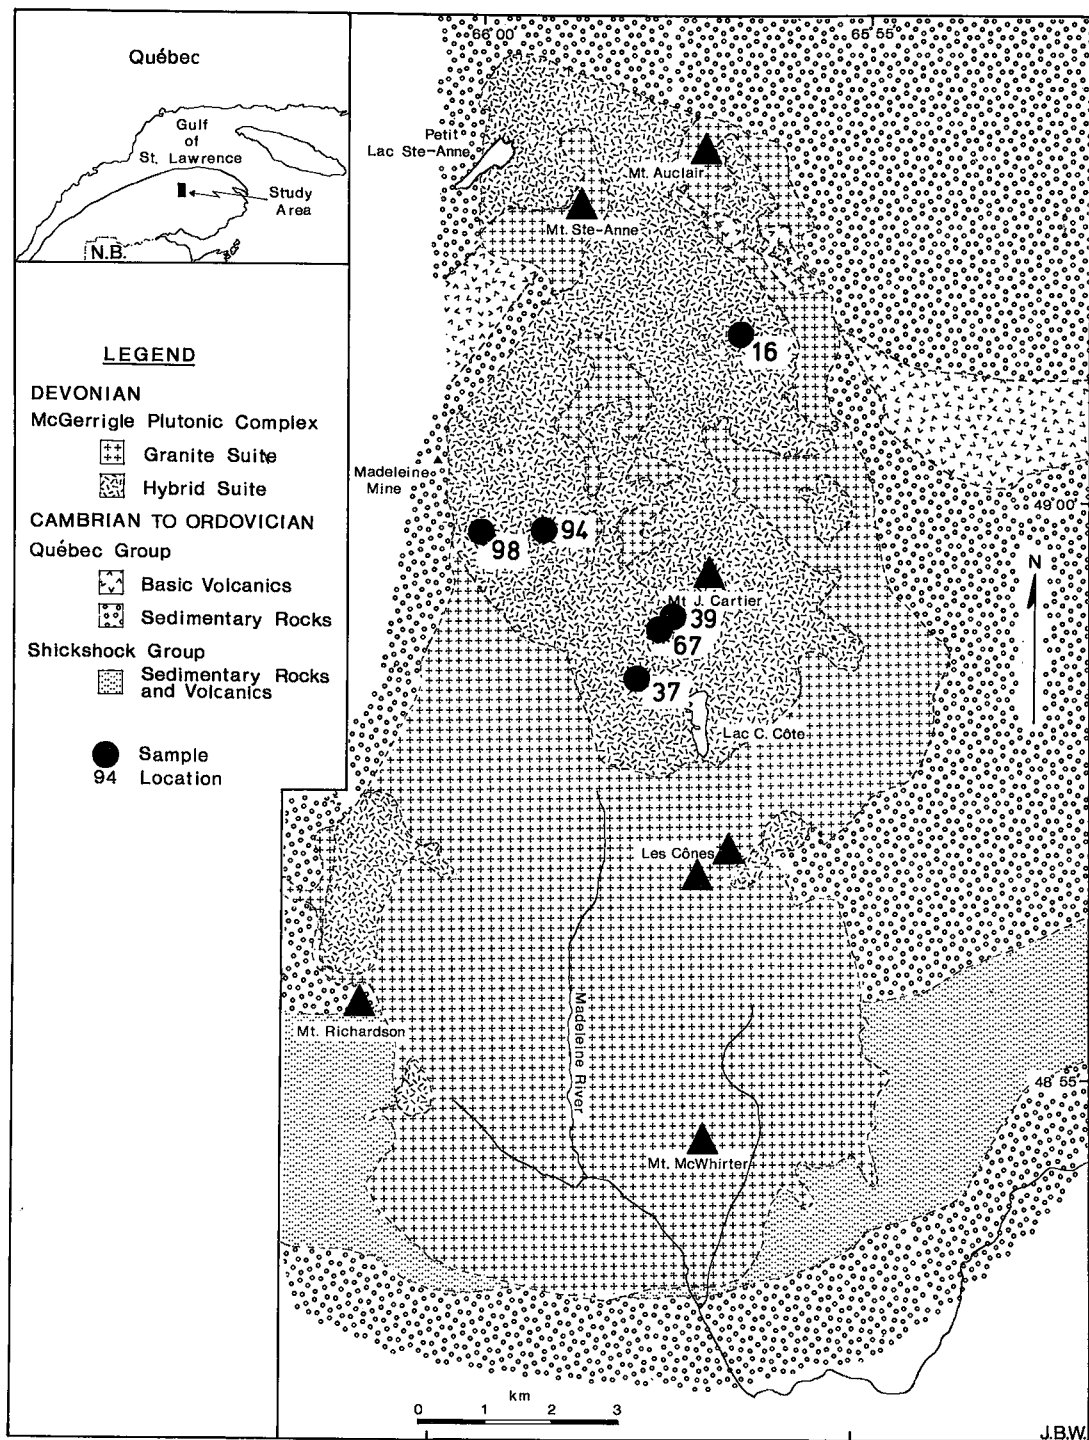 Québec
Gulf
of
St. Lawrence
Study
Area
N.B.
LEGEND
DEVONIAN
McGerrigle Plutonic Complex
Granite Suite
Hybrid Suite
CAMBRIAN TO ORDOVICIAN
Québec Group
Basic Volcanics
Sedimentary Rocks
Shickshock Group
Sedimentary Rocks
and Volcanics
Sample
94 Location
66 00
65 55
Petit
Lac Ste-Anne
Mt. Auclair
Mt. Ste-Anne
16
Madeleine
Mine
49 00
98
94
N
Mt J. Cartier
39
67
37
Lac C. Côte
Les Cônes
Mt. Richardson
Madeleine River
48 55
Mt. McWhirter
km
0 1 2 3
J.B.W.